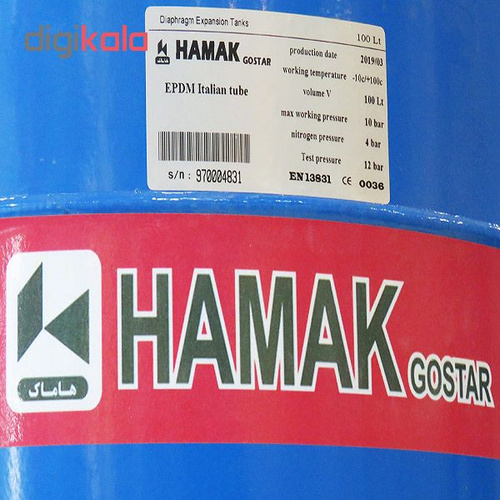 digikala
Diaphragm Expansion Tanks
100 Lt
هاماک HAMAK GOSTAR
EPDM Italian tube
production date 2019/03
working temperature -10c/+100c
volume V 100 Lt
max working pressure 10 bar
nitrogen pressure 4 bar
Test pressure 12 bar
s/n : 970004831
EN13831 CE 0036
HAMAK GOSTAR
هاماک